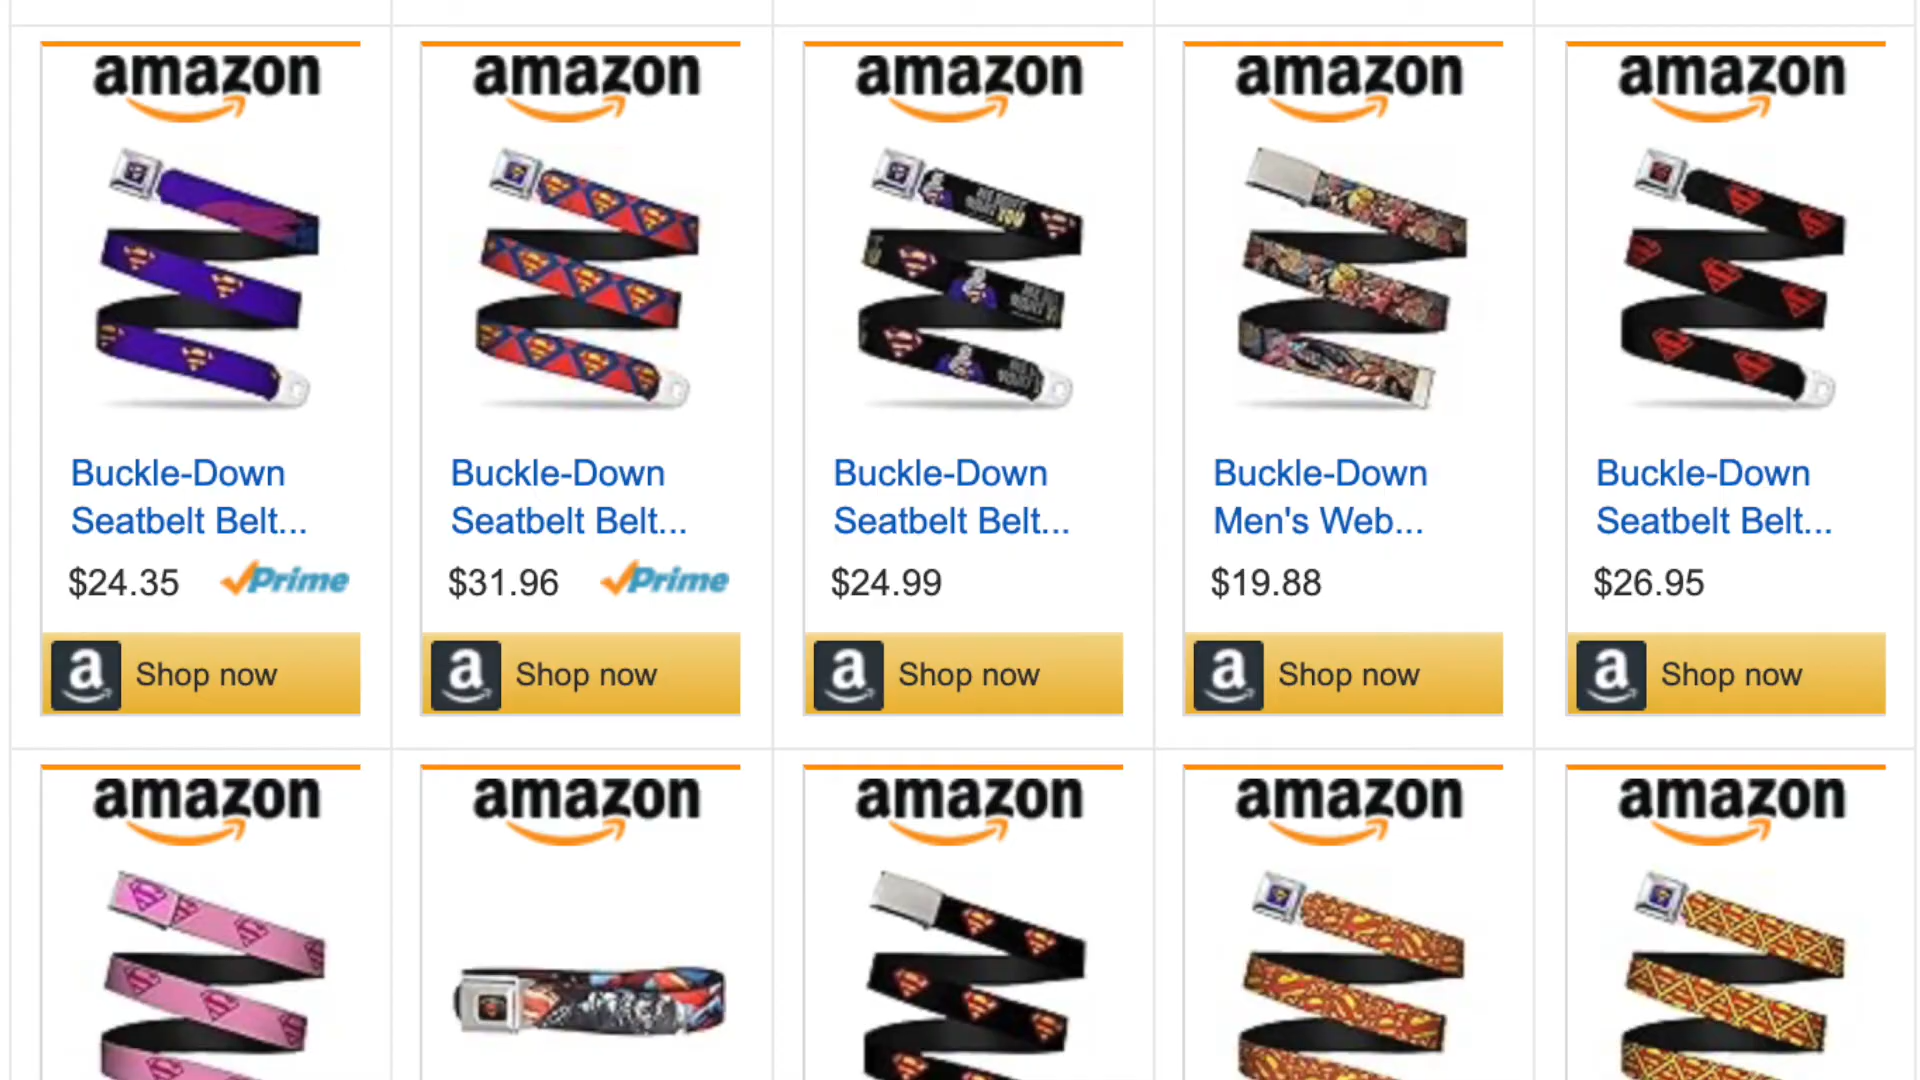 amazon amazon amazon amazon amazon
Buckle-Down
Seatbelt Belt...
$24.35 Prime
a Shop now
Buckle-Down
Seatbelt Belt...
$31.96 Prime
a Shop now
Buckle-Down
Seatbelt Belt...
$24.99
a Shop now
Buckle-Down
Men's Web...
$19.88
a Shop now
Buckle-Down
Seatbelt Belt...
$26.95
a Shop now
amazon amazon amazon amazon amazon